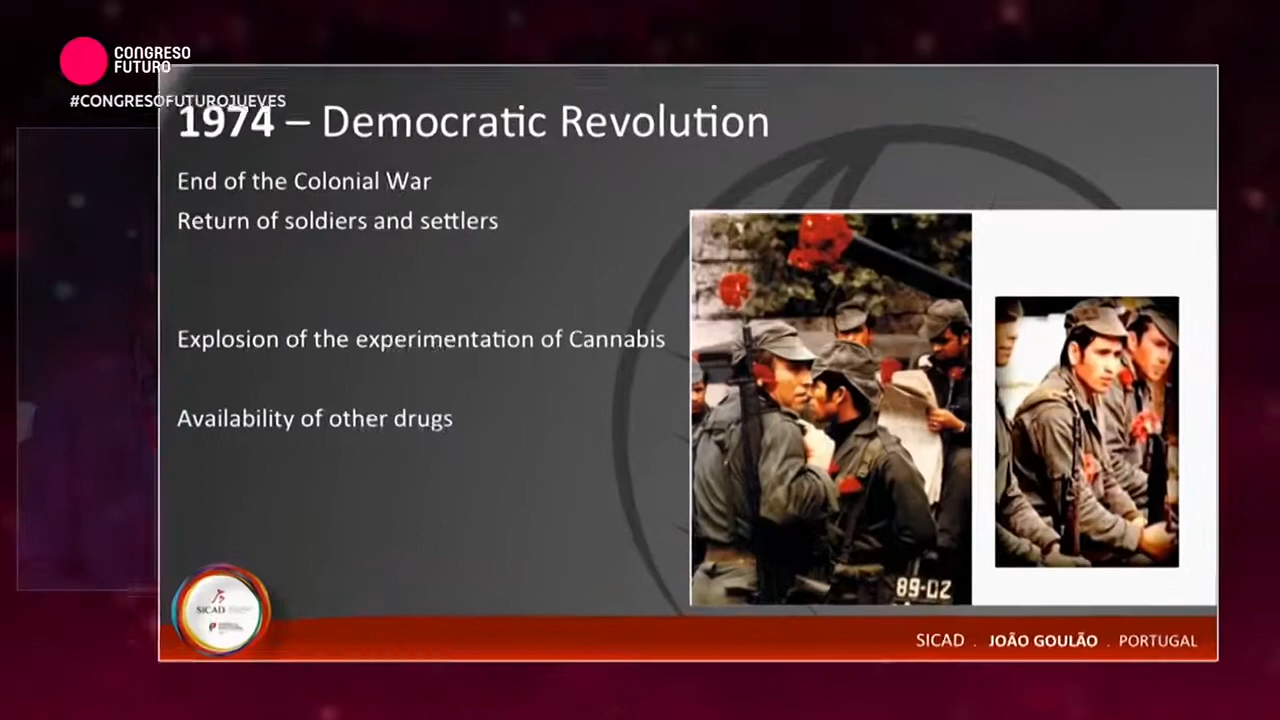 CONGRESO
FUTURO
#CONGRESOFUTUROJUEVES
1974 – Democratic Revolution
End of the Colonial War
Return of soldiers and settlers
Explosion of the experimentation of Cannabis
Availability of other drugs
89-02
SICAD
SICAD . JOÃO GOULÃO . PORTUGAL